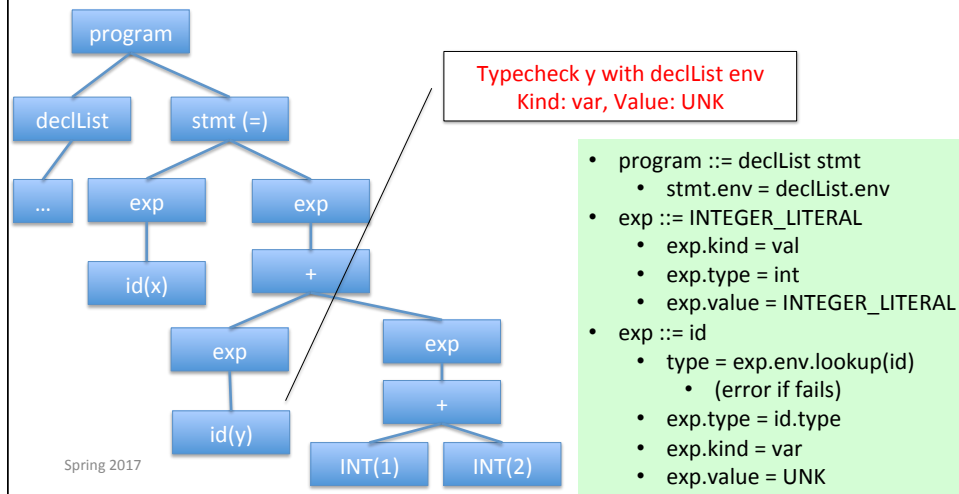 program
Typecheck y with declList env
Kind: var, Value: UNK
declList
stmt (=)
...
exp
exp
id(x)
+
exp
exp
id(y)
+
INT(1)
INT(2)
• program ::= declList stmt
• stmt.env = declList.env
• exp ::= INTEGER_LITERAL
• exp.kind = val
• exp.type = int
• exp.value = INTEGER_LITERAL
• exp ::= id
• type = exp.env.lookup(id)
• (error if fails)
• exp.type = id.type
• exp.kind = var
• exp.value = UNK
Spring 2017